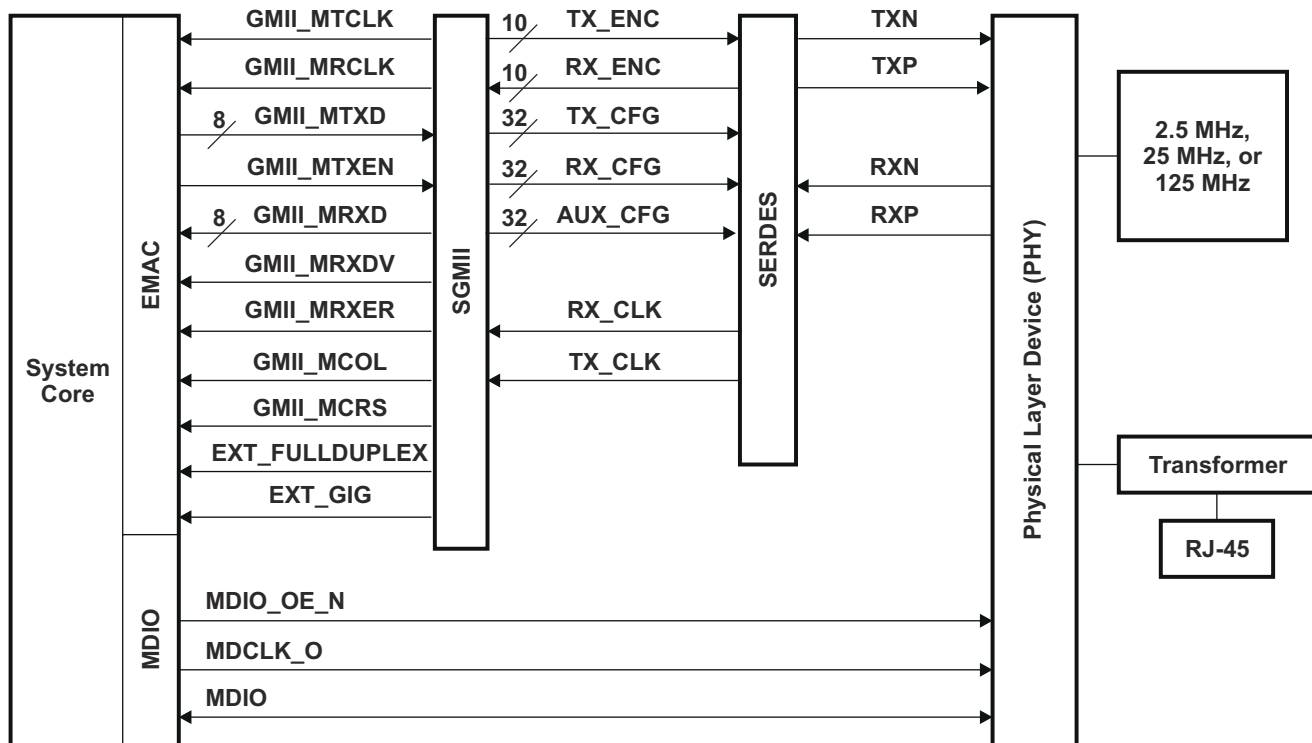 GMII_MTCLK
10 TX_ENC
TXN
GMII_MRCLK
10 RX_ENC
TXP
8 GMII_MTXD
32 TX_CFG
GMII_MTXEN
32 RX_CFG
RXN
8 GMII_MRXD
32 AUX_CFG
RXP
GMII_MRXDV
GMII_MRXER
RX_CLK
GMII_MCOL
TX_CLK
GMII_MCRS
EXT_FULLDUPLEX
EXT_GIG
System
Core
EMAC
SGMII
SERDES
Physical Layer Device (PHY)
2.5 MHz,
25 MHz, or
125 MHz
Transformer
RJ-45
MDIO
MDIO_OE_N
MDCLK_O
MDIO